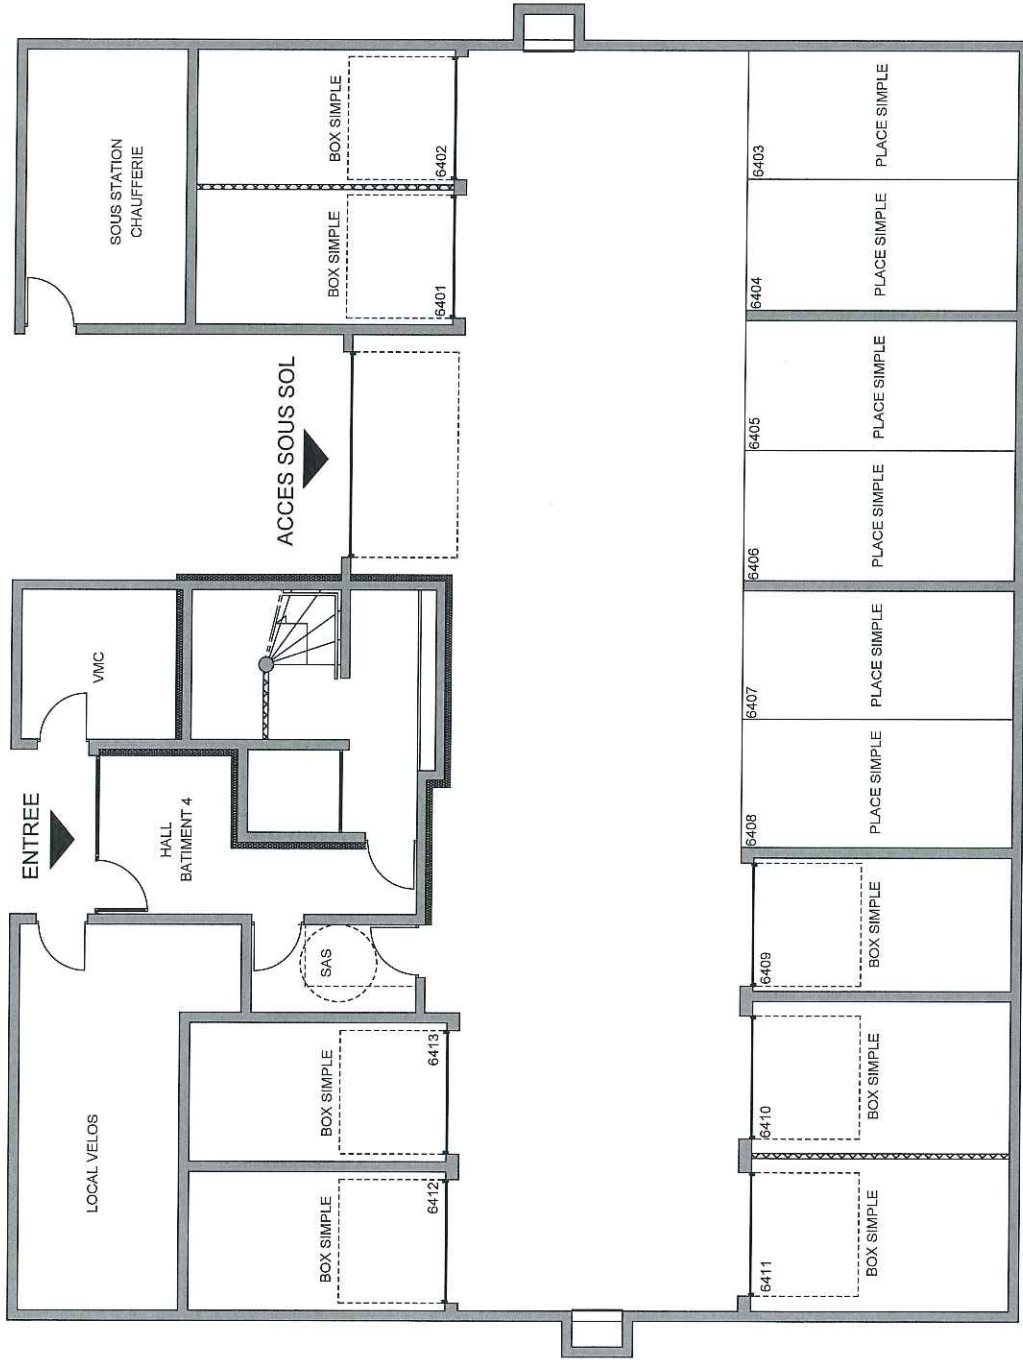 LOCAL VELOS
ENTREE
HALL
BATIMENT 4
VMC
SAS
ACCES SOUS SOL
SOUS STATION
CHAUFFERIE
BOX SIMPLE
6412
BOX SIMPLE
6413
BOX SIMPLE
6401
BOX SIMPLE
6402
6411
BOX SIMPLE
6410
BOX SIMPLE
6409
BOX SIMPLE
6408
PLACE SIMPLE
6407
PLACE SIMPLE
6406
PLACE SIMPLE
6405
PLACE SIMPLE
6404
PLACE SIMPLE
6403
PLACE SIMPLE